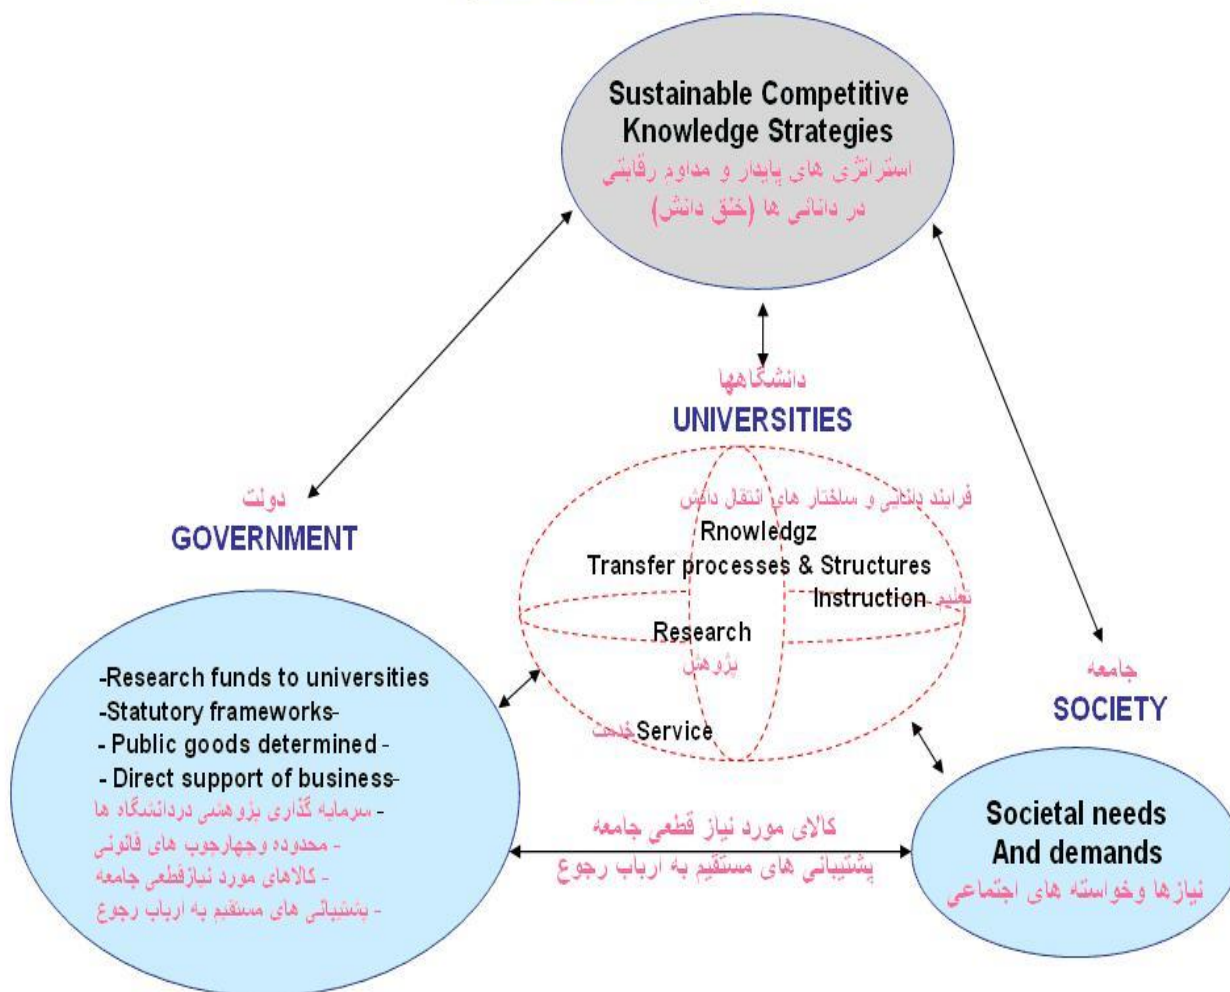 Sustainable Competitive
Knowledge Strategies
استراتژی های پایدار و مداوم رقابتی
در دانائی ها (خلق دانش)
دانشگاهها
UNIVERSITIES
فرایند دانایی و ساختار های انتقال دانش
Rnowledgz
Transfer processes & Structures
Instruction تعلیم
Research
پژوهش
Service خدمت
دولت
GOVERNMENT
-Research funds to universities
-Statutory frameworks-
- Public goods determined -
- Direct support of business-
- سرمایه گذاری پژوهشی دردانشگاه ها
- محدوده وچهارچوب های قانونی
- کالاهای مورد نیازقطعی جامعه
- پشتیبانی های مستقیم به ارباب رجوع
کالای مورد نیاز قطعی جامعه
پشتیبانی های مستقیم به ارباب رجوع
جامعه
SOCIETY
Societal needs
And demands
نیازها وخواسته های اجتماعی